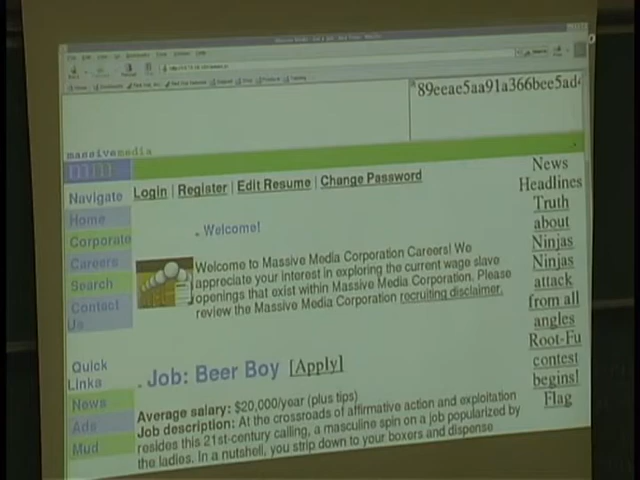 89eeae5aa91a366bee5ad4
massivemedia
mm
Navigate
Home
Corporate
Careers
Search
Contact
Us
Quick
Links
News
Ads
Mud
Login | Register | Edit Resume | Change Password
Welcome!
Welcome to Massive Media Corporation Careers! We
appreciate your interest in exploring the current wage slave
openings that exist within Massive Media Corporation. Please
review the Massive Media Corporation recruiting disclaimer.
Job: Beer Boy [Apply]
Average salary: $20,000/year (plus tips)
Job description: At the crossroads of affirmative action and exploitation
resides this 21st-century calling, a masculine spin on a job popularized by
the ladies. In a nutshell, you strip down to your boxers and dispense
News
Headlines
Truth
about
Ninjas
Ninjas
attack
from all
angles
Root-Fu
contest
begins!
Flag